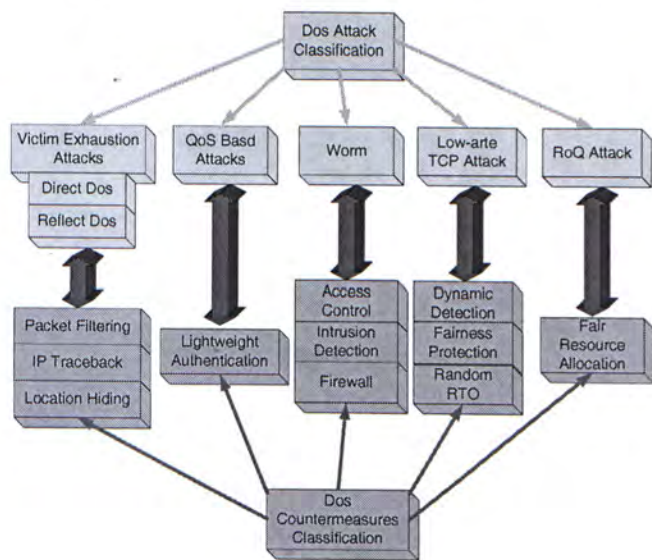 Dos Attack
Classification
Victim Exhaustion
Attacks
Direct Dos
Reflect Dos
QoS Basd
Attacks
Worm
Low-arte
TCP Attack
RoQ Attack
Packet Filtering
IP Traceback
Location Hiding
Lightweight
Authentication
Access
Control
Intrusion
Detection
Firewall
Dynamic
Detection
Fairness
Protection
Random
RTO
Fair
Resource
Allocation
Dos
Countermeasures
Classification